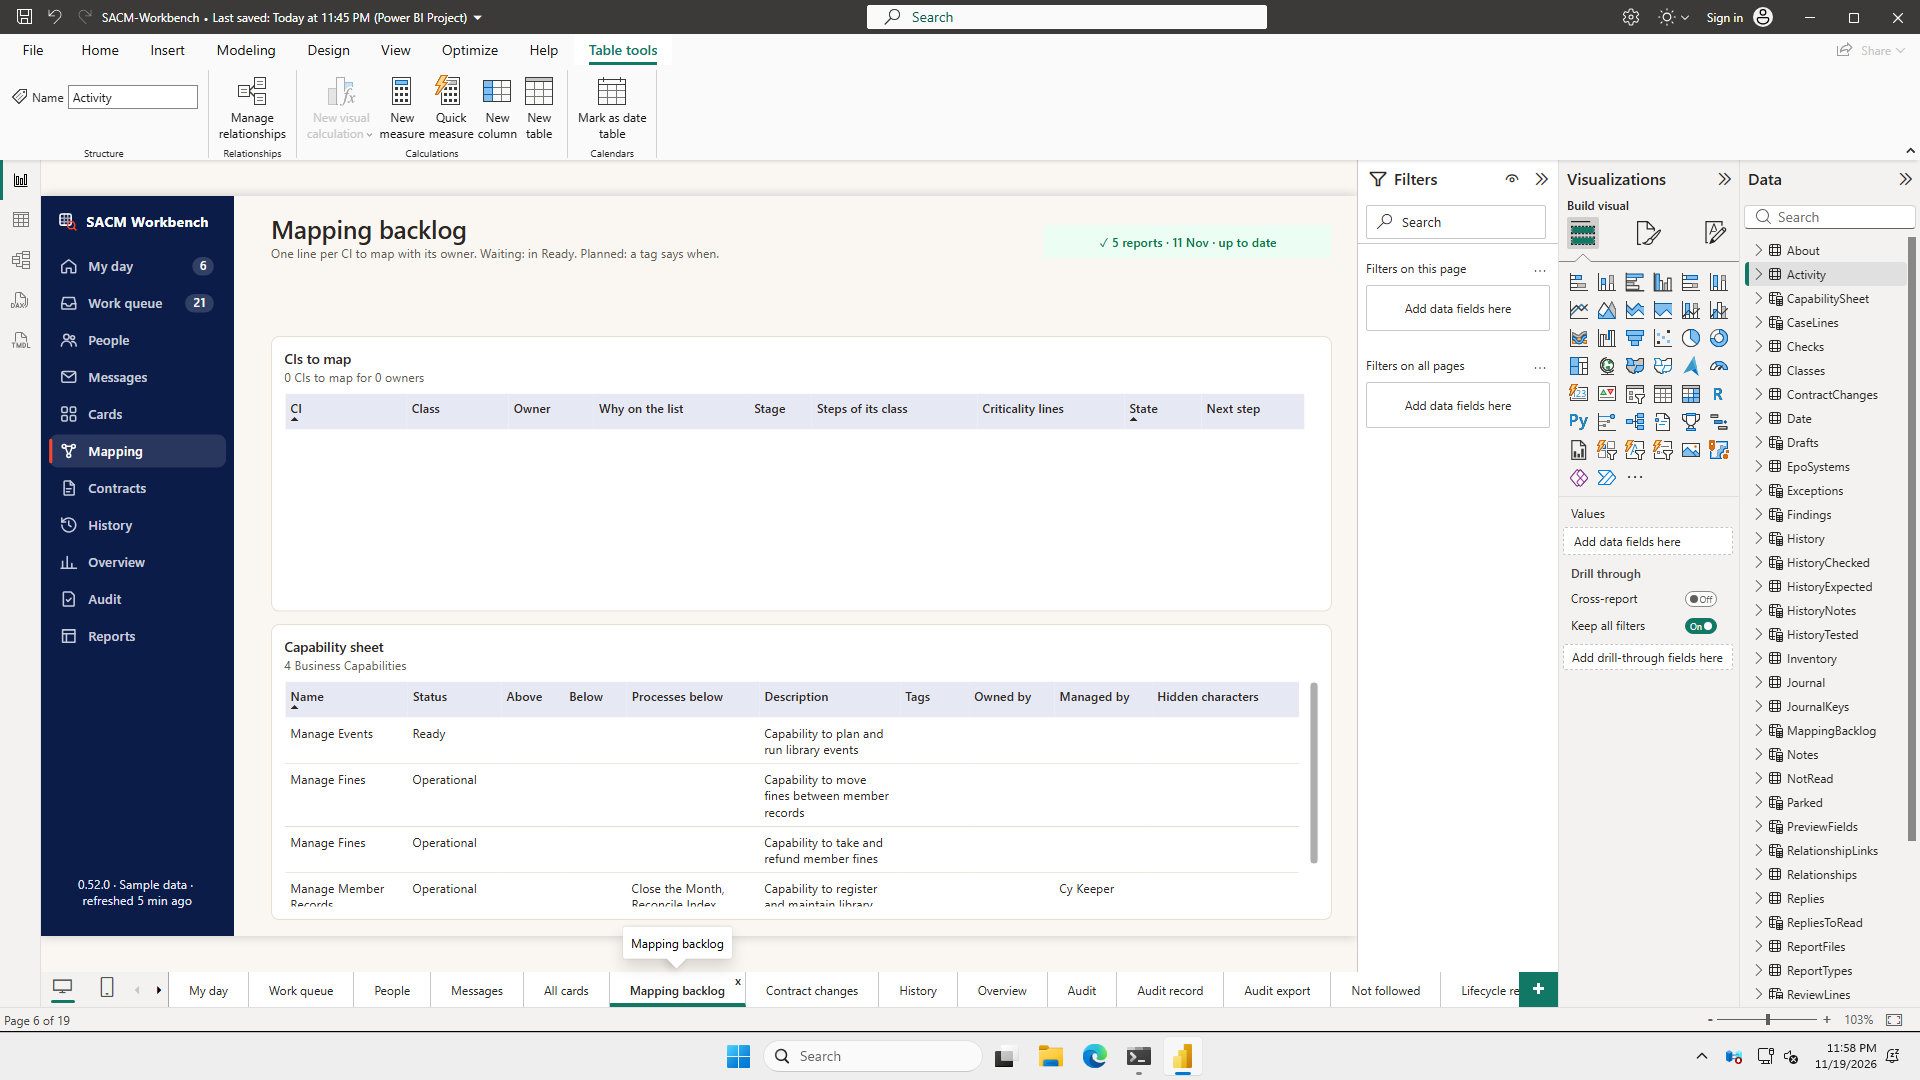 SACM-Workbench • Last saved: Today at 11:45 PM (Power BI Project)
Search
Sign in
File
Home
Insert
Modeling
Design
View
Optimize
Help
Table tools
Share
Name
Activity
Structure
Manage relationships
Relationships
New visual calculation
New measure
Quick measure
New column
New table
Calculations
Mark as date table
Calendars
DAX
TMDL
SACM Workbench
My day 6
Work queue 21
People
Messages
Cards
Mapping
Contracts
History
Overview
Audit
Reports
0.52.0 · Sample data ·
refreshed 5 min ago
Mapping backlog
One line per CI to map with its owner. Waiting: in Ready. Planned: a tag says when.
✓ 5 reports · 11 Nov · up to date
CIs to map
0 CIs to map for 0 owners
CI Class Owner Why on the list Stage Steps of its class Criticality lines State Next step
Capability sheet
4 Business Capabilities
Name Status Above Below Processes below Description Tags Owned by Managed by Hidden characters
Manage Events Ready Capability to plan and
run library events
Manage Fines Operational Capability to move
fines between member
records
Manage Fines Operational Capability to take and
refund member fines
Manage Member Operational Close the Month, Capability to register Cy Keeper
Records Reconcile Index and maintain library
Mapping backlog
My day
Work queue
People
Messages
All cards
Mapping backlog
x
Contract changes
History
Overview
Audit
Audit record
Audit export
Not followed
Lifecycle re
+
Page 6 of 19
- + 103%
Filters
Search
Filters on this page ...
Add data fields here
Filters on all pages ...
Add data fields here
Visualizations
Build visual
123
R
Py
...
Values
Add data fields here
Drill through
Cross-report Off
Keep all filters On
Add drill-through fields here
Data
Search
About
Activity
CapabilitySheet
CaseLines
Checks
Classes
ContractChanges
Date
Drafts
EpoSystems
Exceptions
Findings
History
HistoryChecked
HistoryExpected
HistoryNotes
HistoryTested
Inventory
Journal
JournalKeys
MappingBacklog
Notes
NotRead
Parked
PreviewFields
RelationshipLinks
Relationships
Replies
RepliesToRead
ReportFiles
ReportTypes
ReviewLines
Search
11:58 PM
11/19/2026